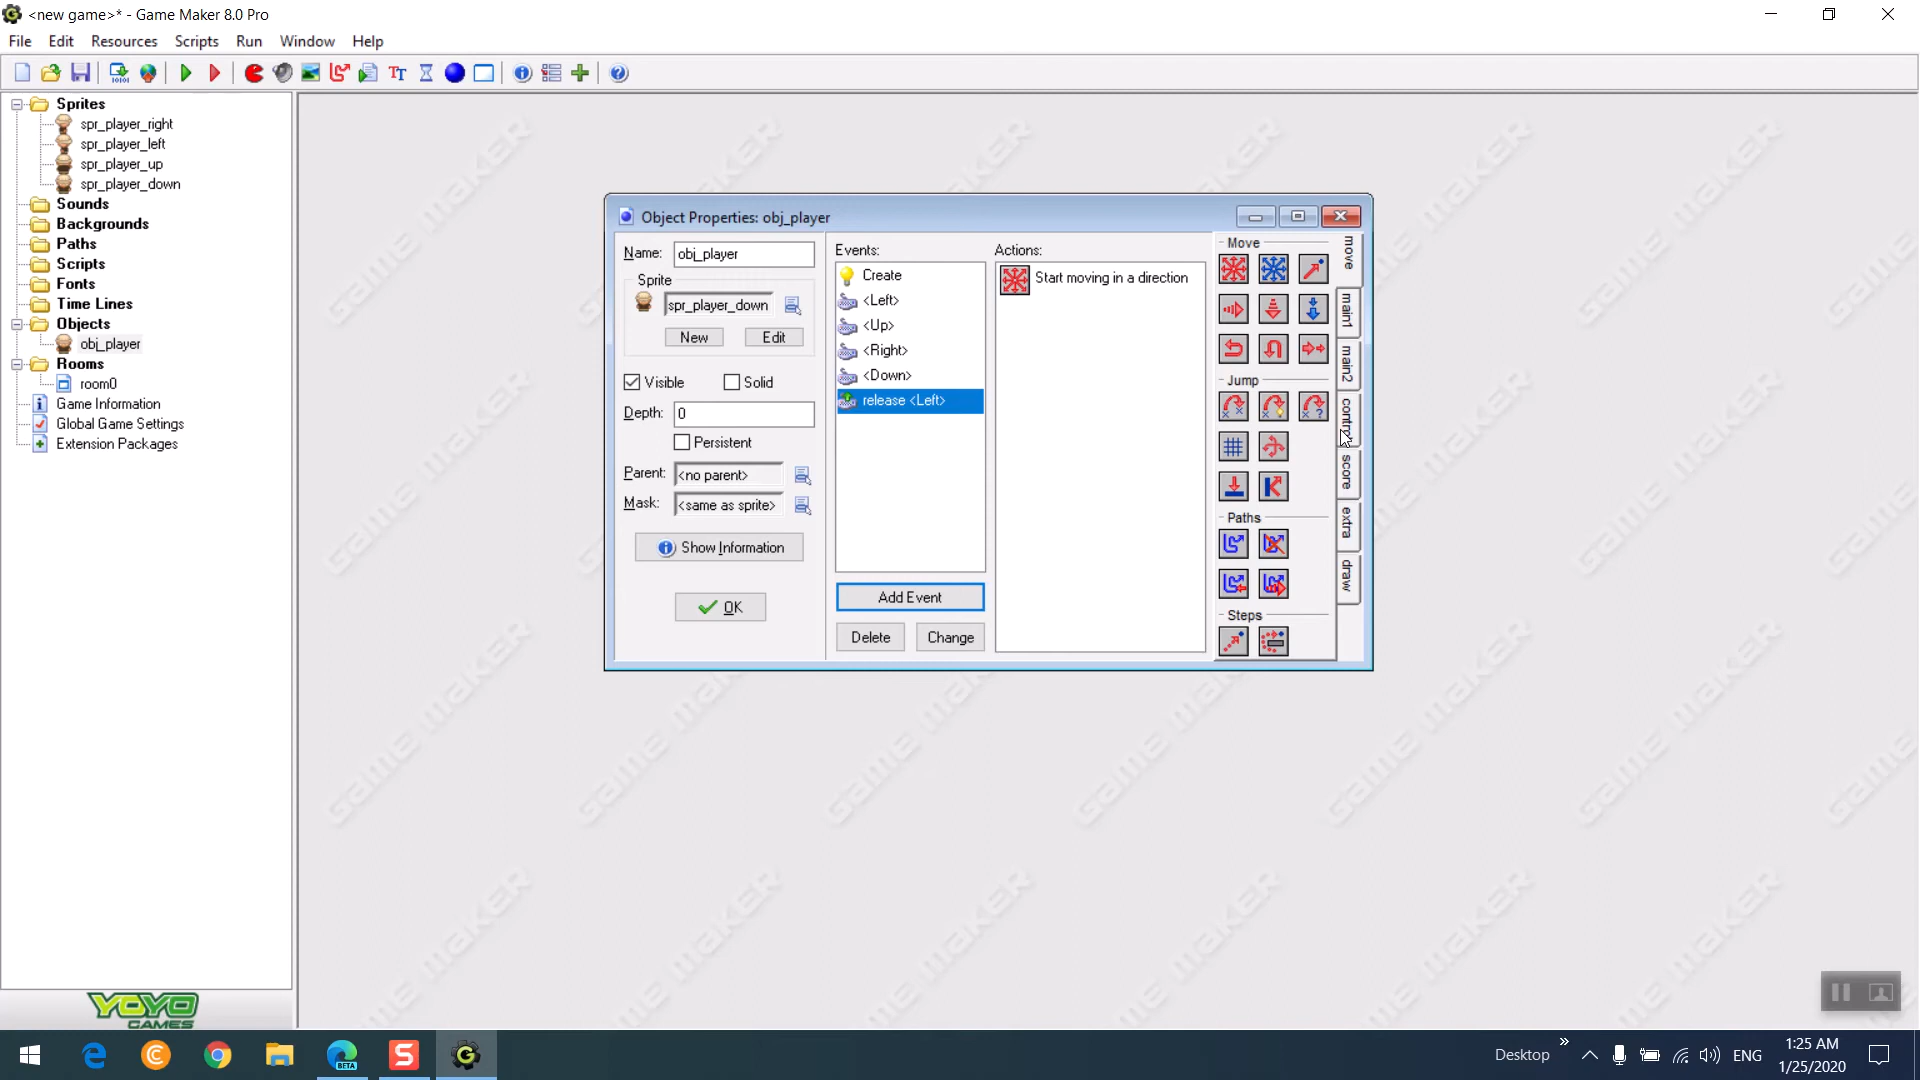 <new game>* - Game Maker 8.0 Pro
File Edit Resources Scripts Run Window Help
Sprites
spr_player_right
spr_player_left
spr_player_up
spr_player_down
Sounds
Backgrounds
Paths
Scripts
Fonts
Time Lines
Objects
obj_player
Rooms
room0
Game Information
Global Game Settings
Extension Packages
YOYO
GAMES
Object Properties: obj_player
Name: obj_player
Sprite
spr_player_down
New Edit
Visible Solid
Depth: 0
Persistent
Parent: <no parent>
Mask: <same as sprite>
Show Information
OK
Events:
Create
<Left>
<Up>
<Right>
<Down>
release <Left>
Add Event
Delete Change
Actions:
Start moving in a direction
Move
Jump
Paths
Steps
move
main1
main2
control
score
extra
draw
GAME MAKER
BETA
Desktop
ENG
1:25 AM
1/25/2020